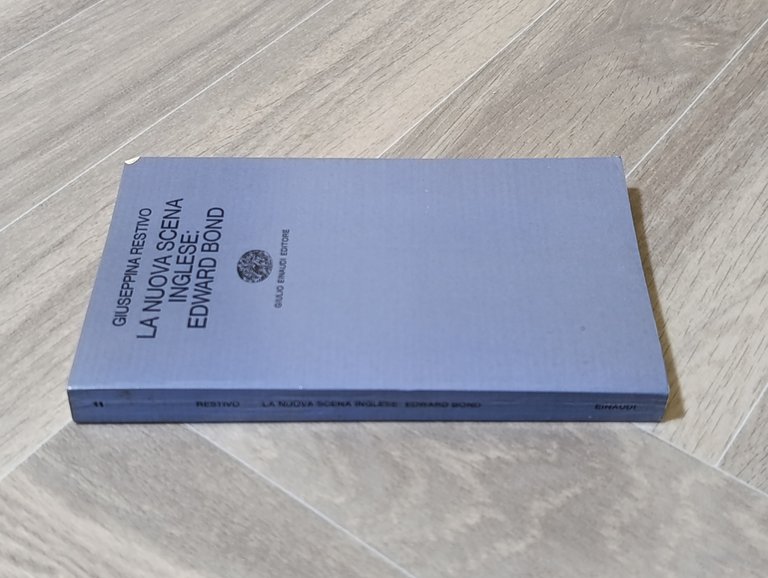 GIUSEPPINA RESTIVO
LA NUOVA SCENA
INGLESE:
EDWARD BOND
GIULIO EINAUDI EDITORE
11 RESTIVO LA NUOVA SCENA INGLESE EDWARD BOND EINAUDI